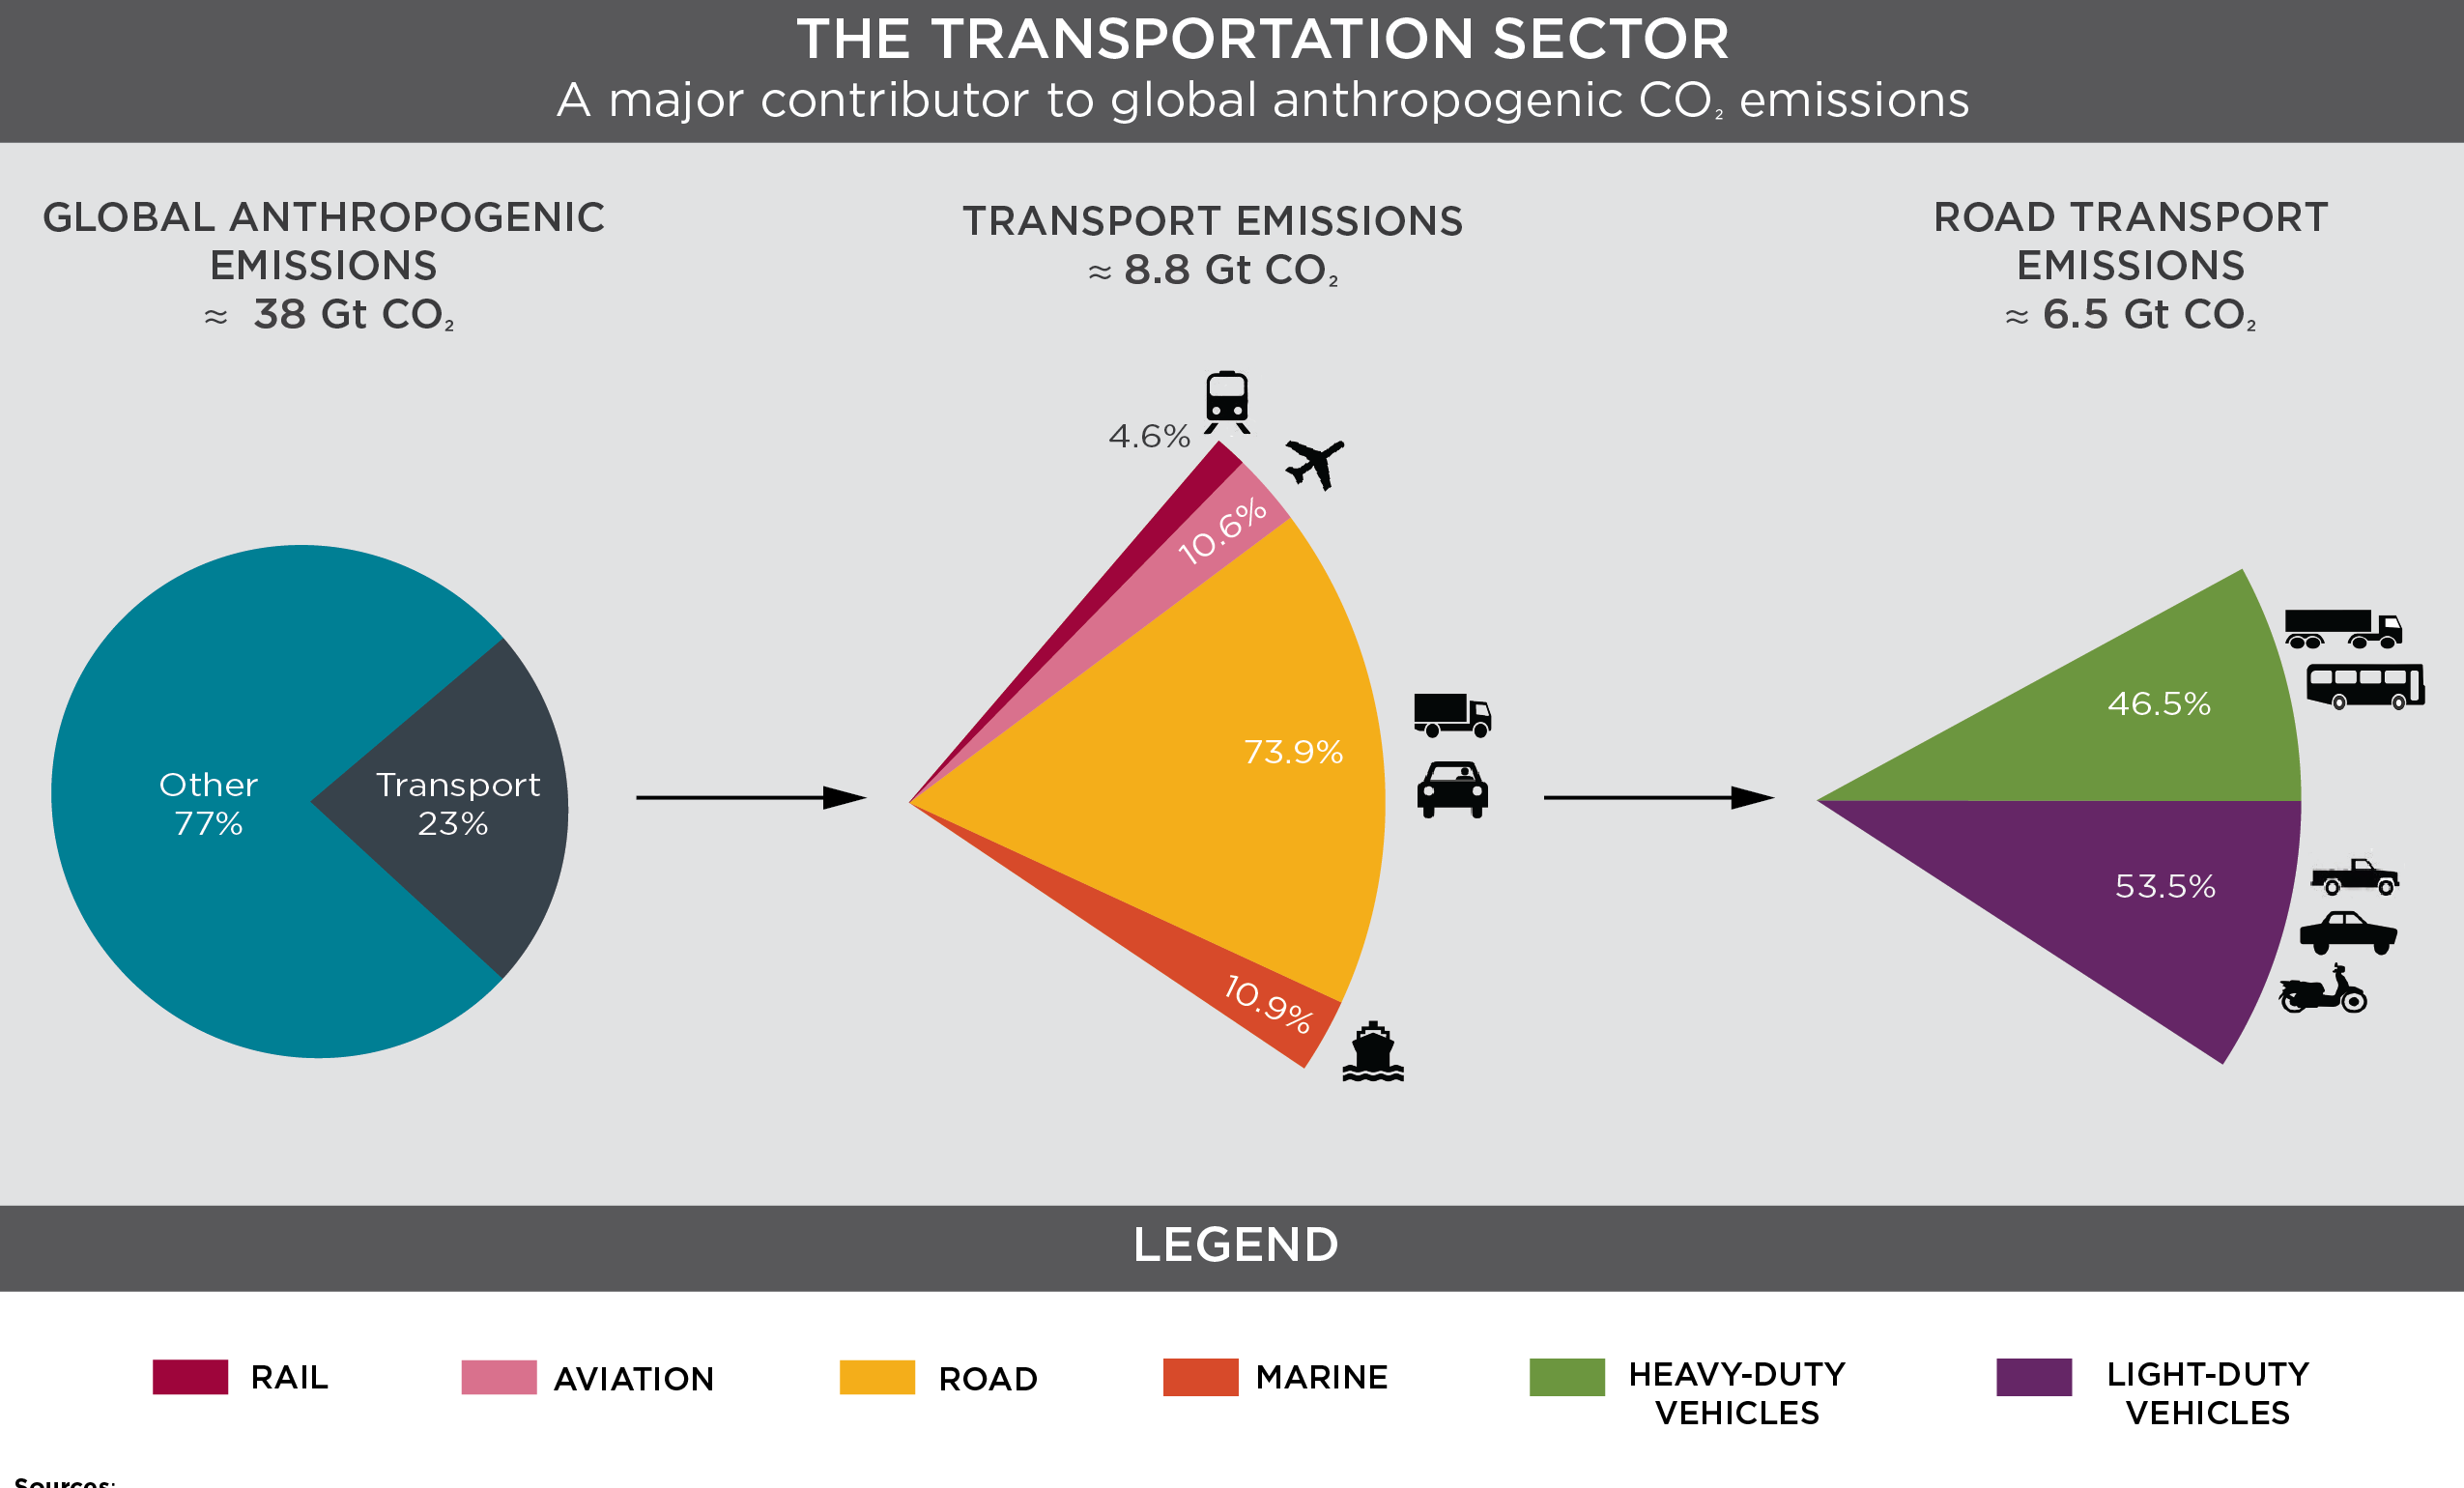 THE TRANSPORTATION SECTOR
A major contributor to global anthropogenic CO₂ emissions
GLOBAL ANTHROPOGENIC
EMISSIONS
≈ 38 Gt CO₂
TRANSPORT EMISSIONS
≈ 8.8 Gt CO₂
ROAD TRANSPORT
EMISSIONS
≈ 6.5 Gt CO₂
Other
77%
Transport
23%
4.6%
10.6%
73.9%
10.9%
46.5%
53.5%
LEGEND
RAIL
AVIATION
ROAD
MARINE
HEAVY-DUTY
VEHICLES
LIGHT-DUTY
VEHICLES
Sources: